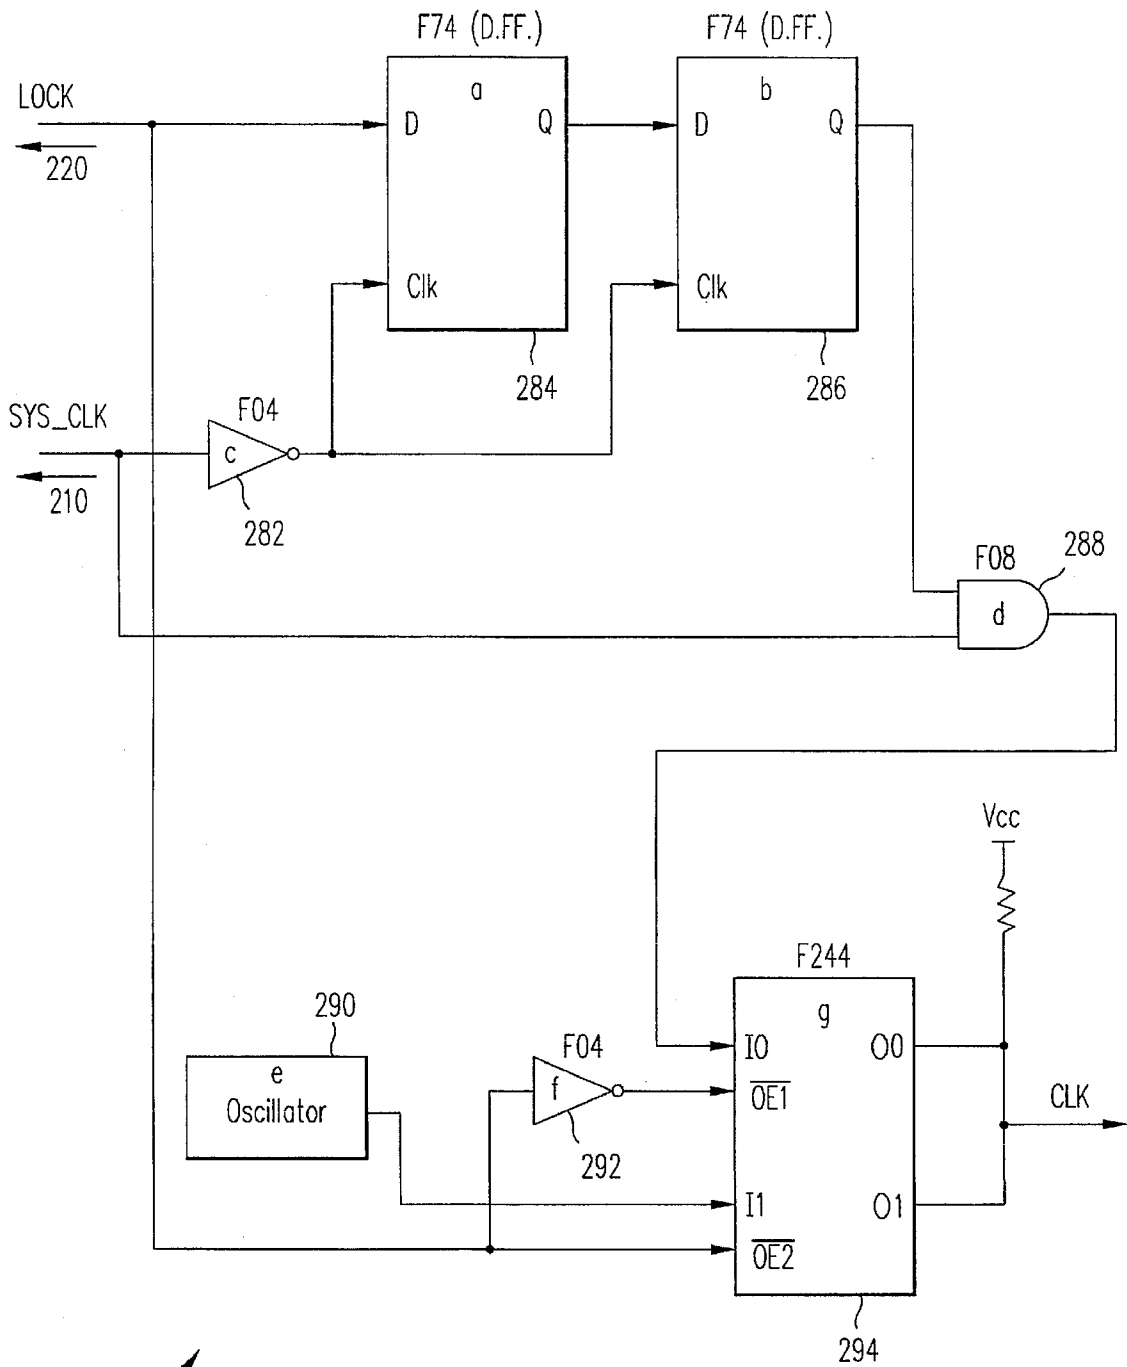 F74 (D.FF.)
F74 (D.FF.)
LOCK
220
a
D
Q
Clk
284
b
D
Q
Clk
286
SYS_CLK
210
F04
c
282
F08
288
d
Vcc
290
e
Oscillator
F04
f
292
F244
g
I0
O0
OE1
I1
O1
OE2
CLK
294